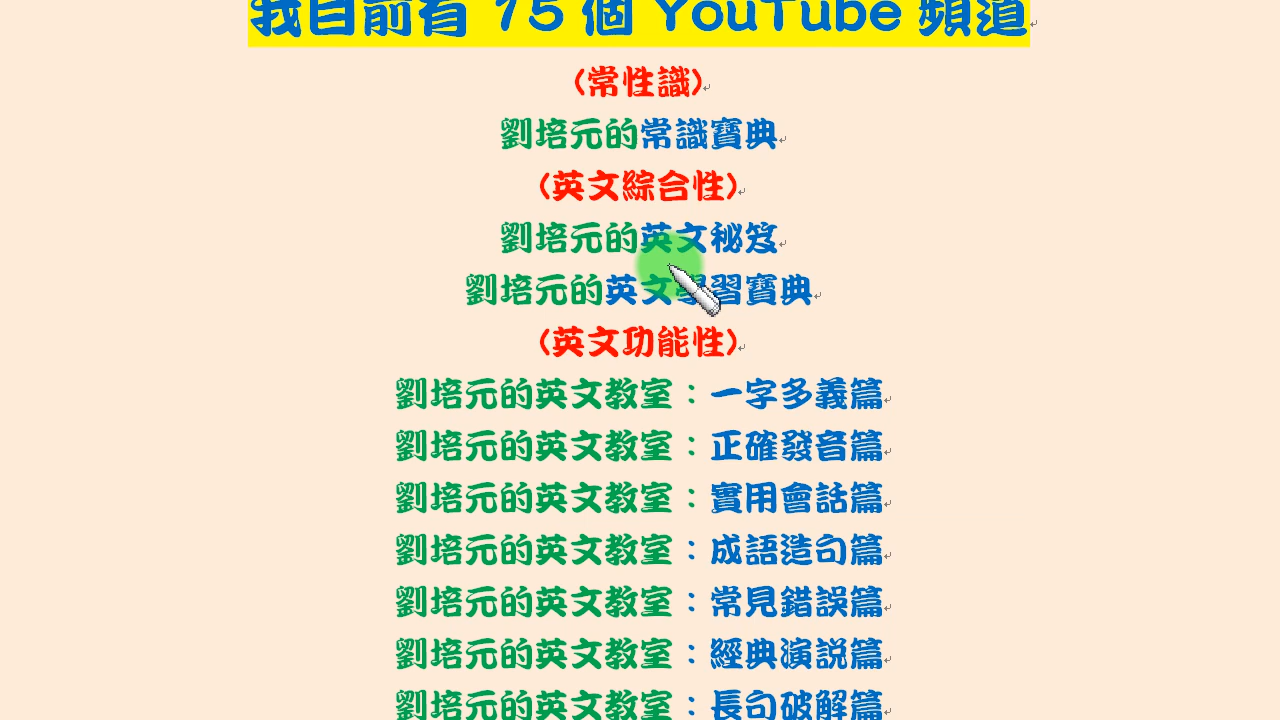 我目前有 15 個 YouTube 頻道
(常性識)
劉培元的常識寶典
(英文綜合性)
劉培元的英文秘笈
劉培元的英文學習寶典
(英文功能性)
劉培元的英文教室：一字多義篇
劉培元的英文教室：正確發音篇
劉培元的英文教室：實用會話篇
劉培元的英文教室：成語造句篇
劉培元的英文教室：常見錯誤篇
劉培元的英文教室：經典演說篇
劉培元的英文教室：長句破解篇